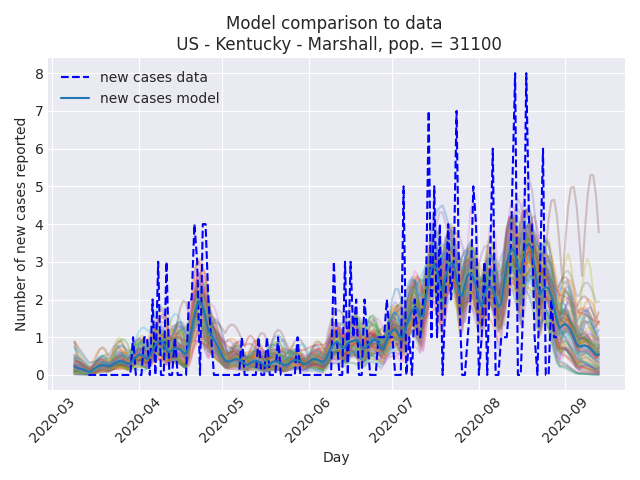 Model comparison to data
US - Kentucky - Marshall, pop. = 31100
new cases data
new cases model
8
7
6
5
4
3
2
1
0
Number of new cases reported
2020-03
2020-04
2020-05
2020-06
2020-07
2020-08
2020-09
Day